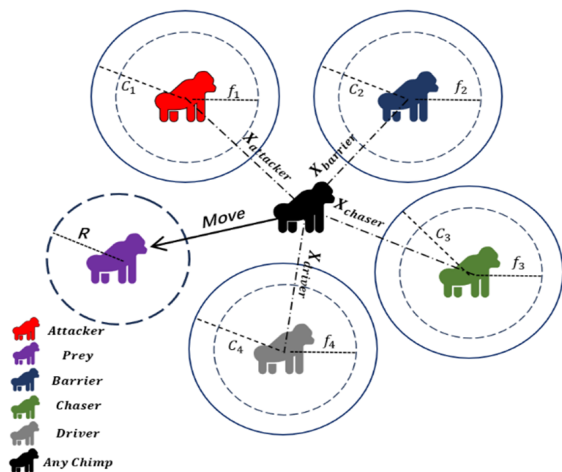 C1
f1
C2
f2
Xattacker
Xbarrier
Xchaser
Move
R
C3
f3
Xdriver
C4
f4
Attacker
Prey
Barrier
Chaser
Driver
Any Chimp